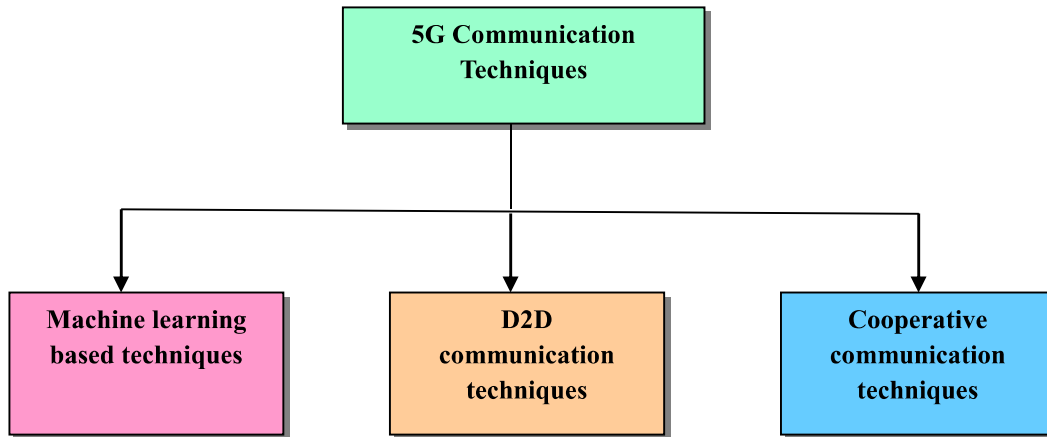 5G Communication
Techniques
Machine learning
based techniques
D2D
communication
techniques
Cooperative
communication
techniques